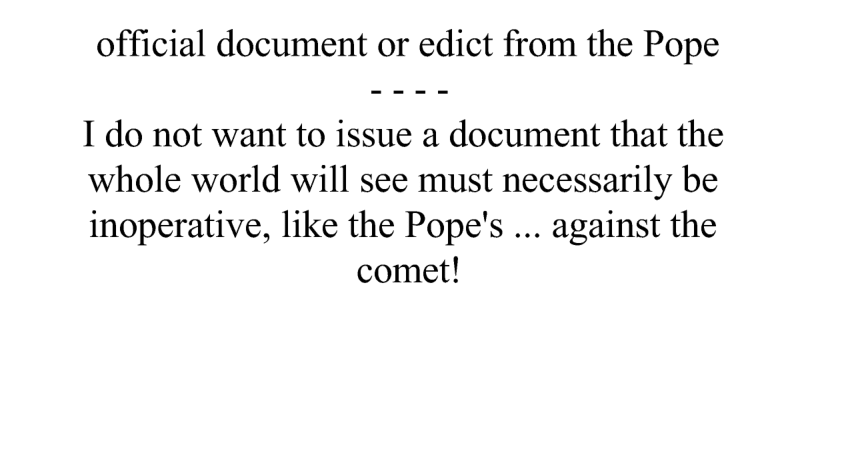 official document or edict from the Pope
- - - -
I do not want to issue a document that the
whole world will see must necessarily be
inoperative, like the Pope's ... against the
comet!